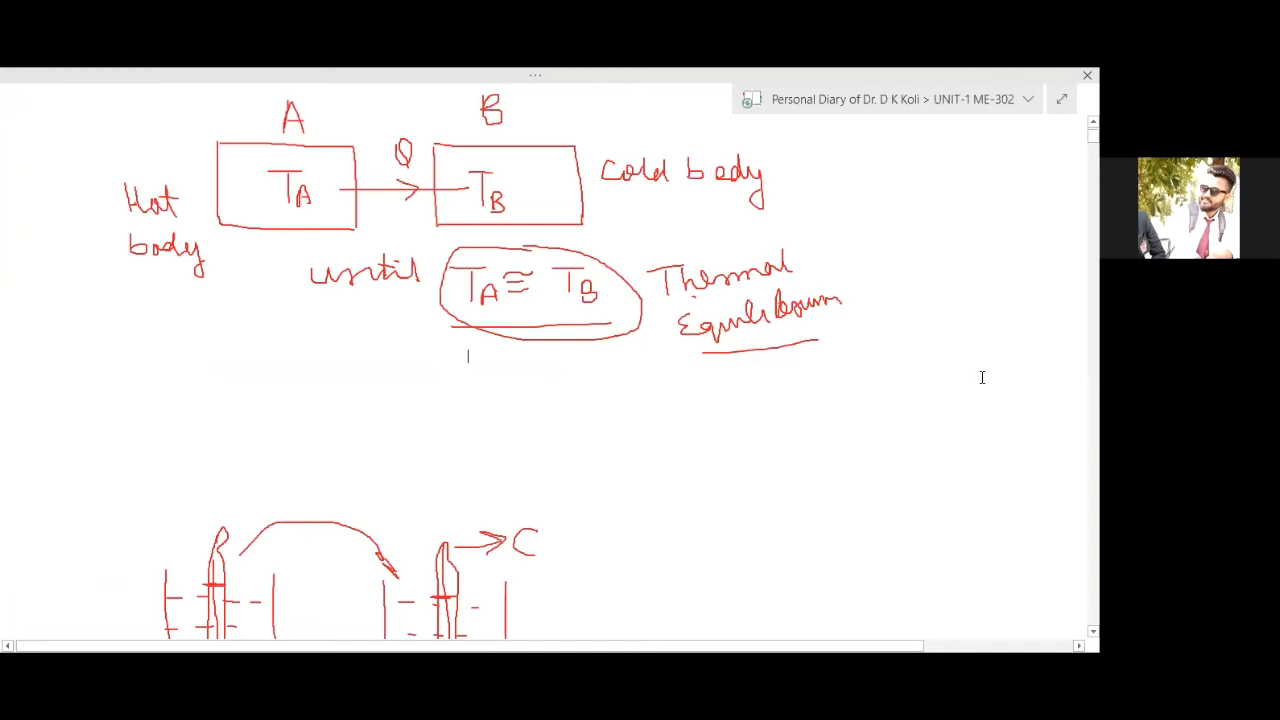 Personal Diary of Dr. D K Koli > UNIT-1 ME-302
A
B
Q
TA
TB
Hot
body
cold body
until
TA ≅ TB
Thermal
Equilibrium
C